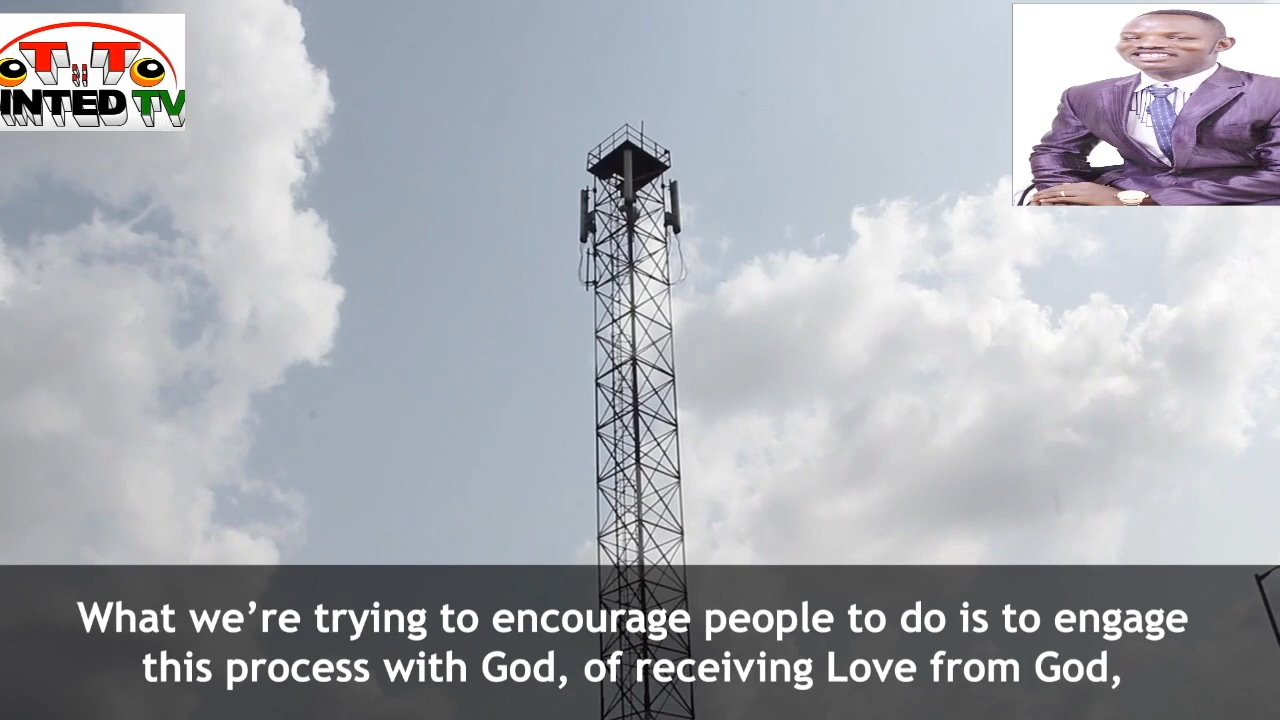 T N T
INTED TV
What we're trying to encourage people to do is to engage
this process with God, of receiving Love from God,